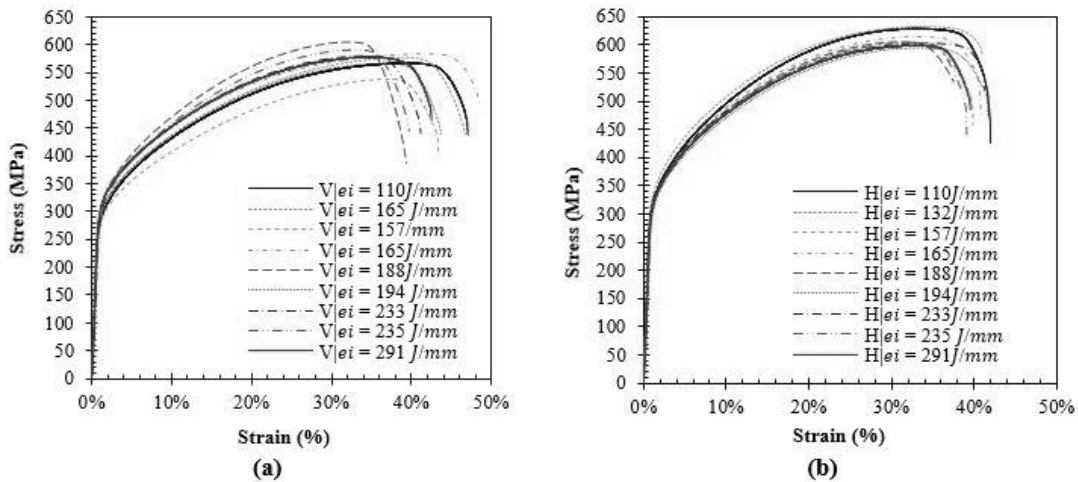 650
600
550
500
450
400
350
300
250
200
150
100
50
0
Stress (MPa)
V|ei = 110J/mm
V|ei = 165 J/mm
V|ei = 157/mm
V|ei = 165J/mm
V|ei = 188J/mm
V|ei = 194 J/mm
V|ei = 233 J/mm
V|ei = 235 J/mm
V|ei = 291 J/mm
0% 10% 20% 30% 40% 50%
Strain (%)
(a)
650
600
550
500
450
400
350
300
250
200
150
100
50
0
Stress (MPa)
H|ei = 110J/mm
H|ei = 132J/mm
H|ei = 157J/mm
H|ei = 165J/mm
H|ei = 188J/mm
H|ei = 194J/mm
H|ei = 233J/mm
H|ei = 235 J/mm
H|ei = 291J/mm
0% 10% 20% 30% 40% 50%
Strain (%)
(b)